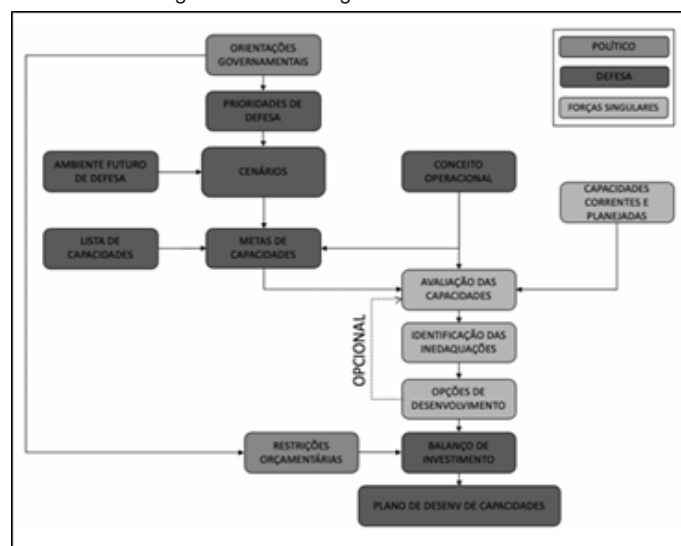 ORIENTAÇÕES
GOVERNAMENTAIS
POLÍTICO
DEFESA
FORÇAS SINGULARES
PRIORIDADES DE
DEFESA
AMBIENTE FUTURO
DE DEFESA
CENÁRIOS
CONCEITO
OPERACIONAL
CAPACIDADES
CORRENTES E
PLANEJADAS
LISTA DE
CAPACIDADES
METAS DE
CAPACIDADES
AVALIAÇÃO DAS
CAPACIDADES
OPCIONAL
IDENTIFICAÇÃO DAS
INEDAQUAÇÕES
OPÇÕES DE
DESENVOLVIMENTO
RESTRIÇÕES
ORÇAMENTÁRIAS
BALANÇO DE
INVESTIMENTO
PLANO DE DESENV DE CAPACIDADES